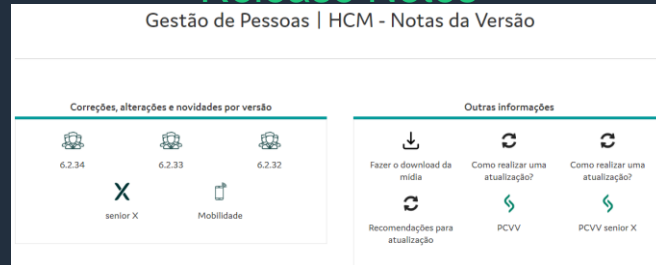 Release Notes
Gestão de Pessoas | HCM - Notas da Versão
Correções, alterações e novidades por versão
6.2.34
6.2.33
6.2.32
senior X
Mobilidade
Outras informações
Fazer o download da
mídia
Como realizar uma
atualização?
Como realizar uma
atualização?
Recomendações para
atualização
PCVV
PCVV senior X